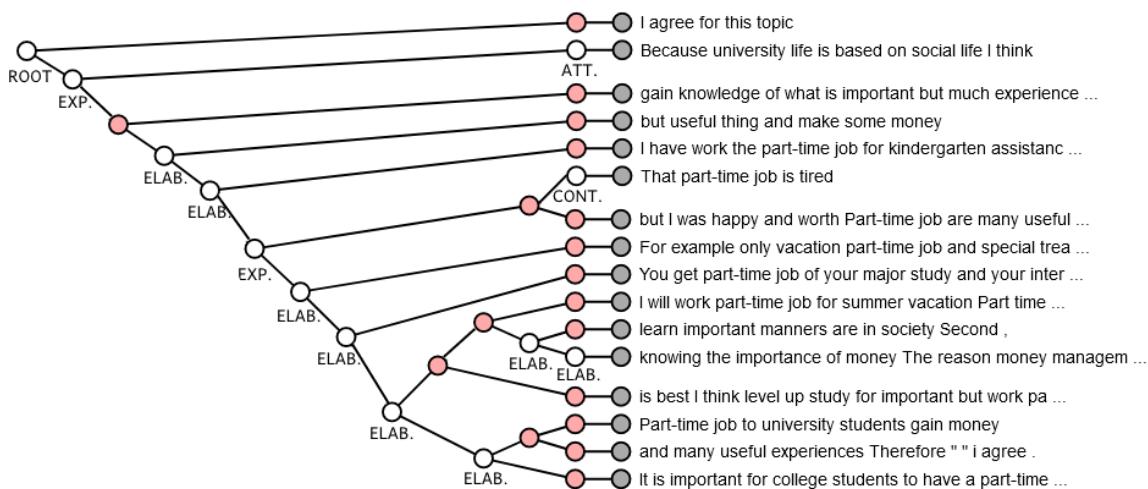 I agree for this topic
Because university life is based on social life I think
ROOT
ATT.
EXP.
gain knowledge of what is important but much experience ...
but useful thing and make some money
I have work the part-time job for kindergarten assistanc ...
ELAB.
That part-time job is tired
CONT.
ELAB.
but I was happy and worth Part-time job are many useful ...
For example only vacation part-time job and special trea ...
EXP.
You get part-time job of your major study and your inter ...
I will work part-time job for summer vacation Part time ...
ELAB.
learn important manners are in society Second ,
knowing the importance of money The reason money managem ...
ELAB.
ELAB.
ELAB.
is best I think level up study for important but work pa ...
Part-time job to university students gain money
ELAB.
and many useful experiences Therefore " " i agree .
It is important for college students to have a part-time ...
ELAB.